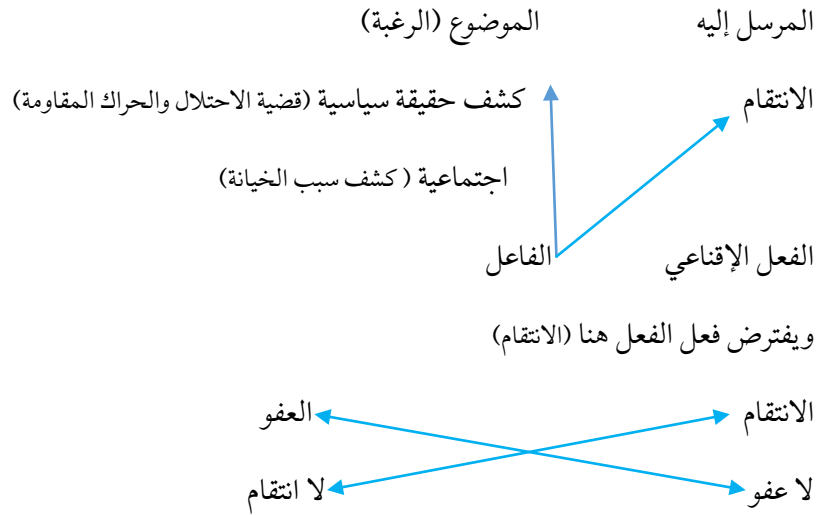 المرسل إليه الموضوع (الرغبة)
الانتقام كشف حقيقة سياسية (قضية الاحتلال والحراك المقاومة)
اجتماعية ( كشف سبب الخيانة)
الفعل الإقناعي الفاعل
ويفترض فعل الفعل هنا (الانتقام)
الانتقام العفو
لا عفو لا انتقام